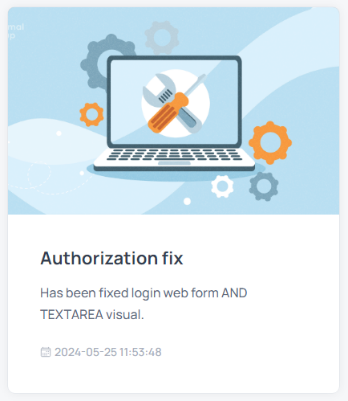 Authorization fix
Has been fixed login web form AND
TEXTAREA visual.
2024-05-25 11:53:48